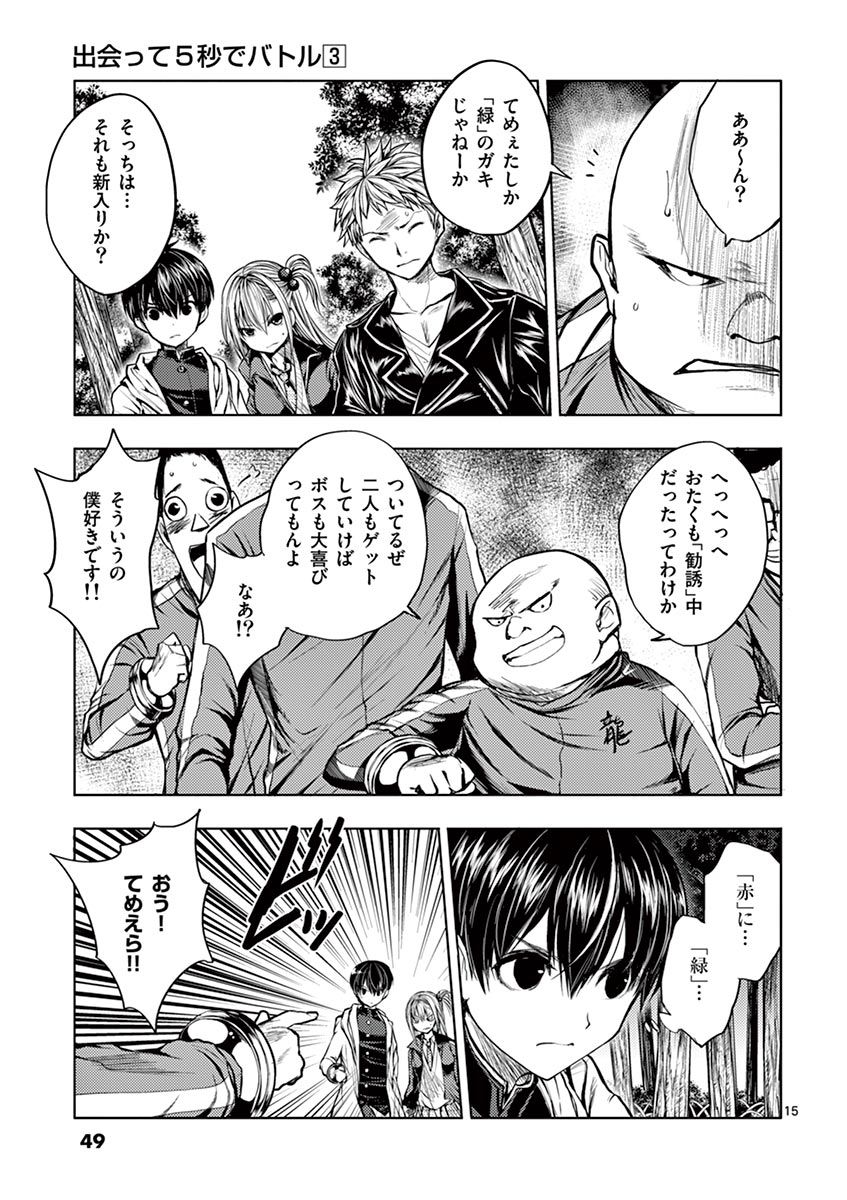 出会って5秒でバトル3
ああ〜ん?
てめぇたしか
「緑」のガキ
じゃねーか
そっちは…
それも新入りか?
へっへっへ
おたくも「勧誘」中
だったってわけか
ついてるぜ
二人もゲット
していけば
ボスも大喜び
ってもんよ
なあ!?
そういうの
僕好きです!!
龍
「赤」に…
「緑」…
ビシッ
おう!
てめえら!!
15
49